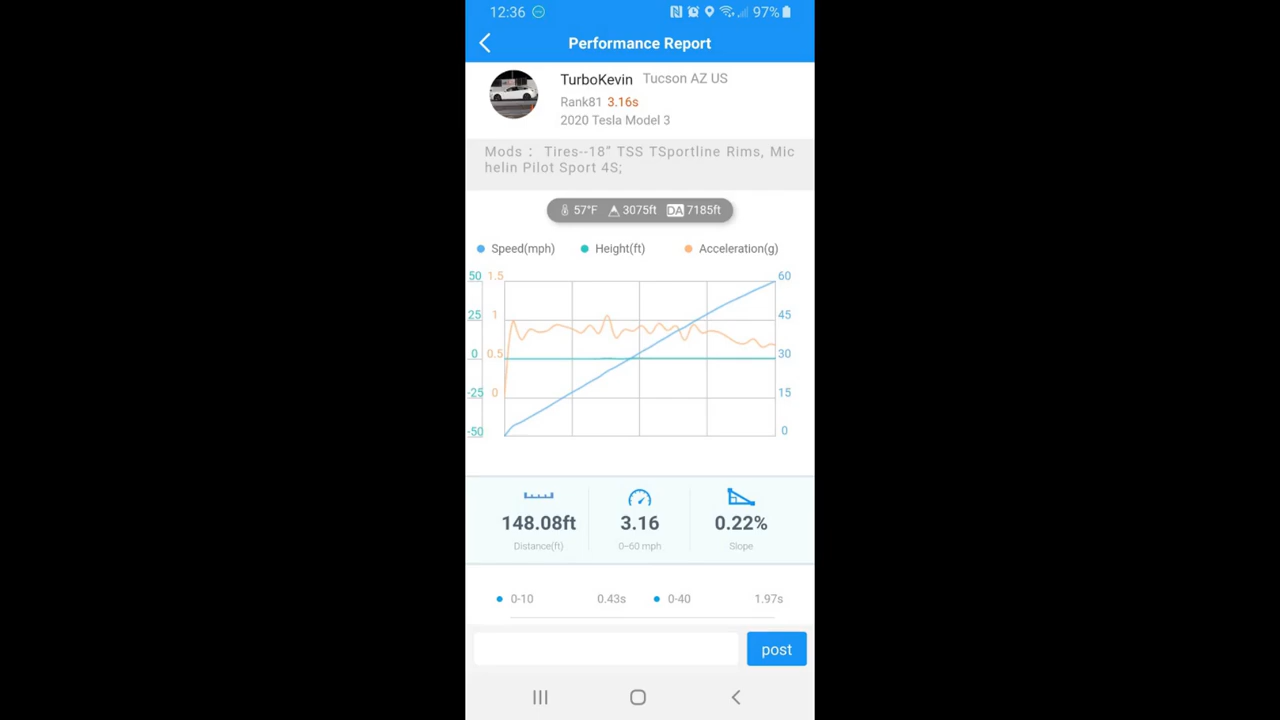 12:36 97%
Performance Report
TurboKevin Tucson AZ US
Rank81 3.16s
2020 Tesla Model 3
Mods : Tires--18” TSS TSportline Rims, Mic
helin Pilot Sport 4S;
57°F 3075ft DA 7185ft
Speed(mph) Height(ft) Acceleration(g)
50 1.5 60
25 1 45
0 0.5 30
-25 0 15
-50 0
148.08ft 3.16 0.22%
Distance(ft) 0~60 mph Slope
0-10 0.43s 0-40 1.97s
post